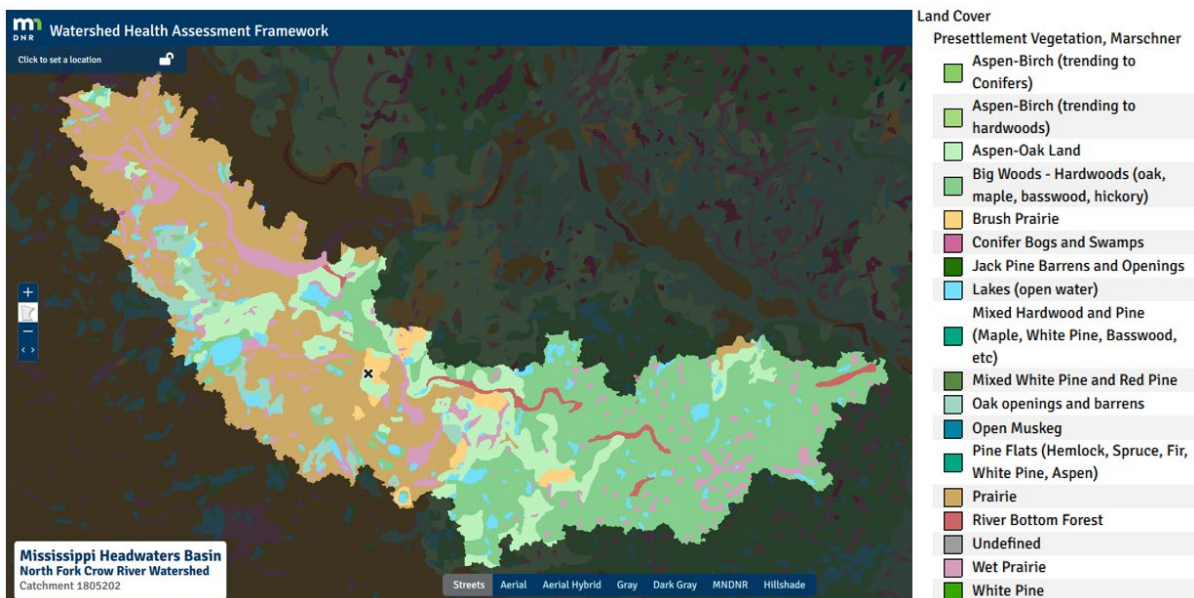 mn
DNR
Watershed Health Assessment Framework
Click to set a location
+
−
< >
Mississippi Headwaters Basin
North Fork Crow River Watershed
Catchment 1805202
Streets Aerial Aerial Hybrid Gray Dark Gray MNDNR Hillshade
Land Cover
Presettlement Vegetation, Marschner
Aspen-Birch (trending to
Conifers)
Aspen-Birch (trending to
hardwoods)
Aspen-Oak Land
Big Woods - Hardwoods (oak,
maple, basswood, hickory)
Brush Prairie
Conifer Bogs and Swamps
Jack Pine Barrens and Openings
Lakes (open water)
Mixed Hardwood and Pine
(Maple, White Pine, Basswood,
etc)
Mixed White Pine and Red Pine
Oak openings and barrens
Open Muskeg
Pine Flats (Hemlock, Spruce, Fir,
White Pine, Aspen)
Prairie
River Bottom Forest
Undefined
Wet Prairie
White Pine